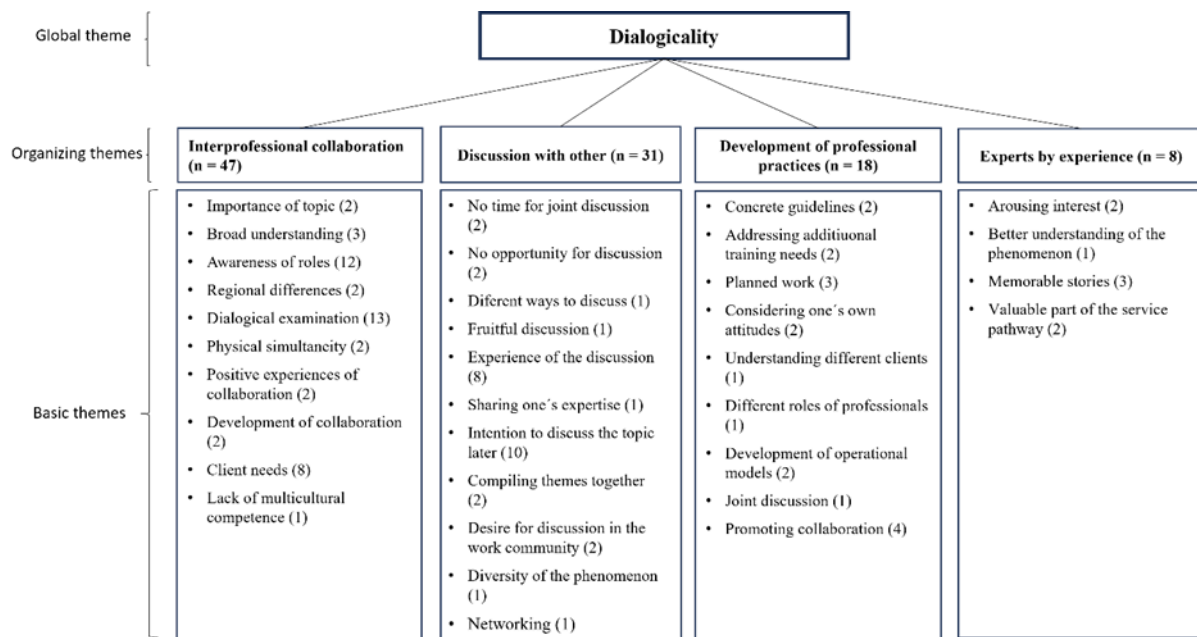 Global theme
Dialogicality
Organizing themes
Interprofessional collaboration
(n = 47)
Discussion with other (n = 31)
Development of professional
practices (n = 18)
Experts by experience (n = 8)
Basic themes
• Importance of topic (2)
• Broad understanding (3)
• Awareness of roles (12)
• Regional differences (2)
• Dialogical examination (13)
• Physical simultancity (2)
• Positive experiences of
collaboration (2)
• Development of collaboration
(2)
• Client needs (8)
• Lack of multicultural
competence (1)
• No time for joint discussion
(2)
• No opportunity for discussion
(2)
• Diferent ways to discuss (1)
• Fruitful discussion (1)
• Experience of the discussion
(8)
• Sharing one´s expertise (1)
• Intention to discuss the topic
later (10)
• Compiling themes together
(2)
• Desire for discussion in the
work community (2)
• Diversity of the phenomenon
(1)
• Networking (1)
• Concrete guidelines (2)
• Addressing additiuonal
training needs (2)
• Planned work (3)
• Considering one´s own
attitudes (2)
• Understanding different clients
(1)
• Different roles of professionals
(1)
• Development of operational
models (2)
• Joint discussion (1)
• Promoting collaboration (4)
• Arousing interest (2)
• Better understanding of the
phenomenon (1)
• Memorable stories (3)
• Valuable part of the service
pathway (2)